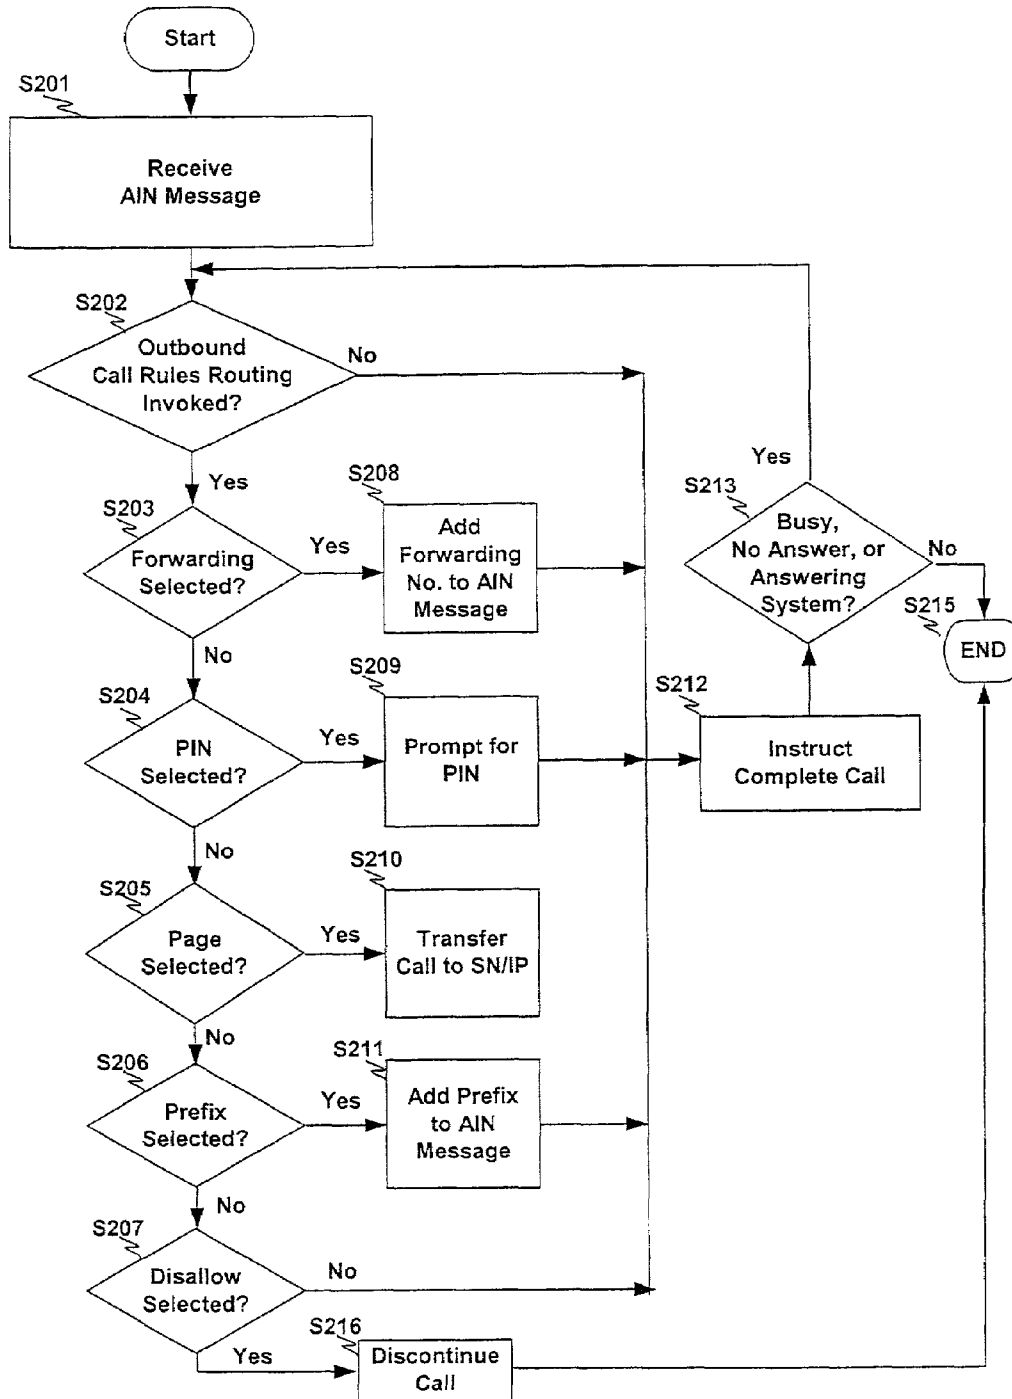 Start
S201
Receive
AIN Message
S202
Outbound
Call Rules Routing
Invoked?
No
Yes
S203
Forwarding
Selected?
Yes
S208
Add
Forwarding
No. to AIN
Message
No
S204
PIN
Selected?
Yes
S209
Prompt for
PIN
No
S205
Page
Selected?
Yes
S210
Transfer
Call to SN/IP
No
S206
Prefix
Selected?
Yes
S211
Add Prefix
to AIN
Message
No
S207
Disallow
Selected?
No
Yes
S216
Discontinue
Call
S212
Instruct
Complete Call
S213
Busy,
No Answer, or
Answering
System?
Yes
No
S215
END